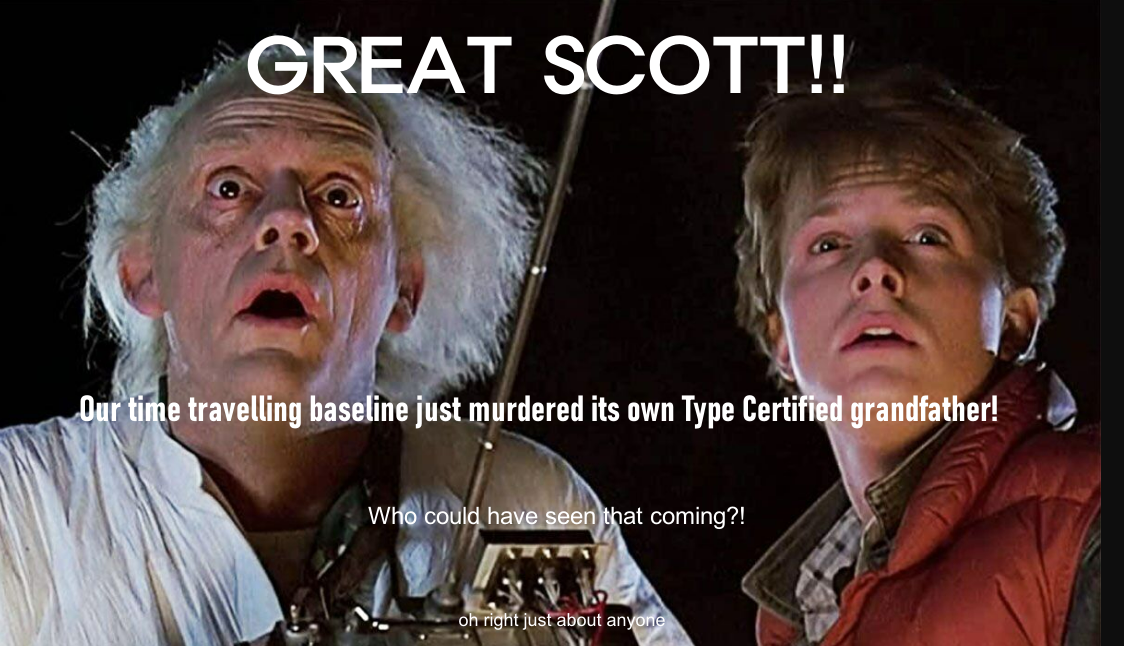 GREAT SCOTT!!
Our time travelling baseline just murdered its own Type Certified grandfather!
Who could have seen that coming?!
oh right just about anyone